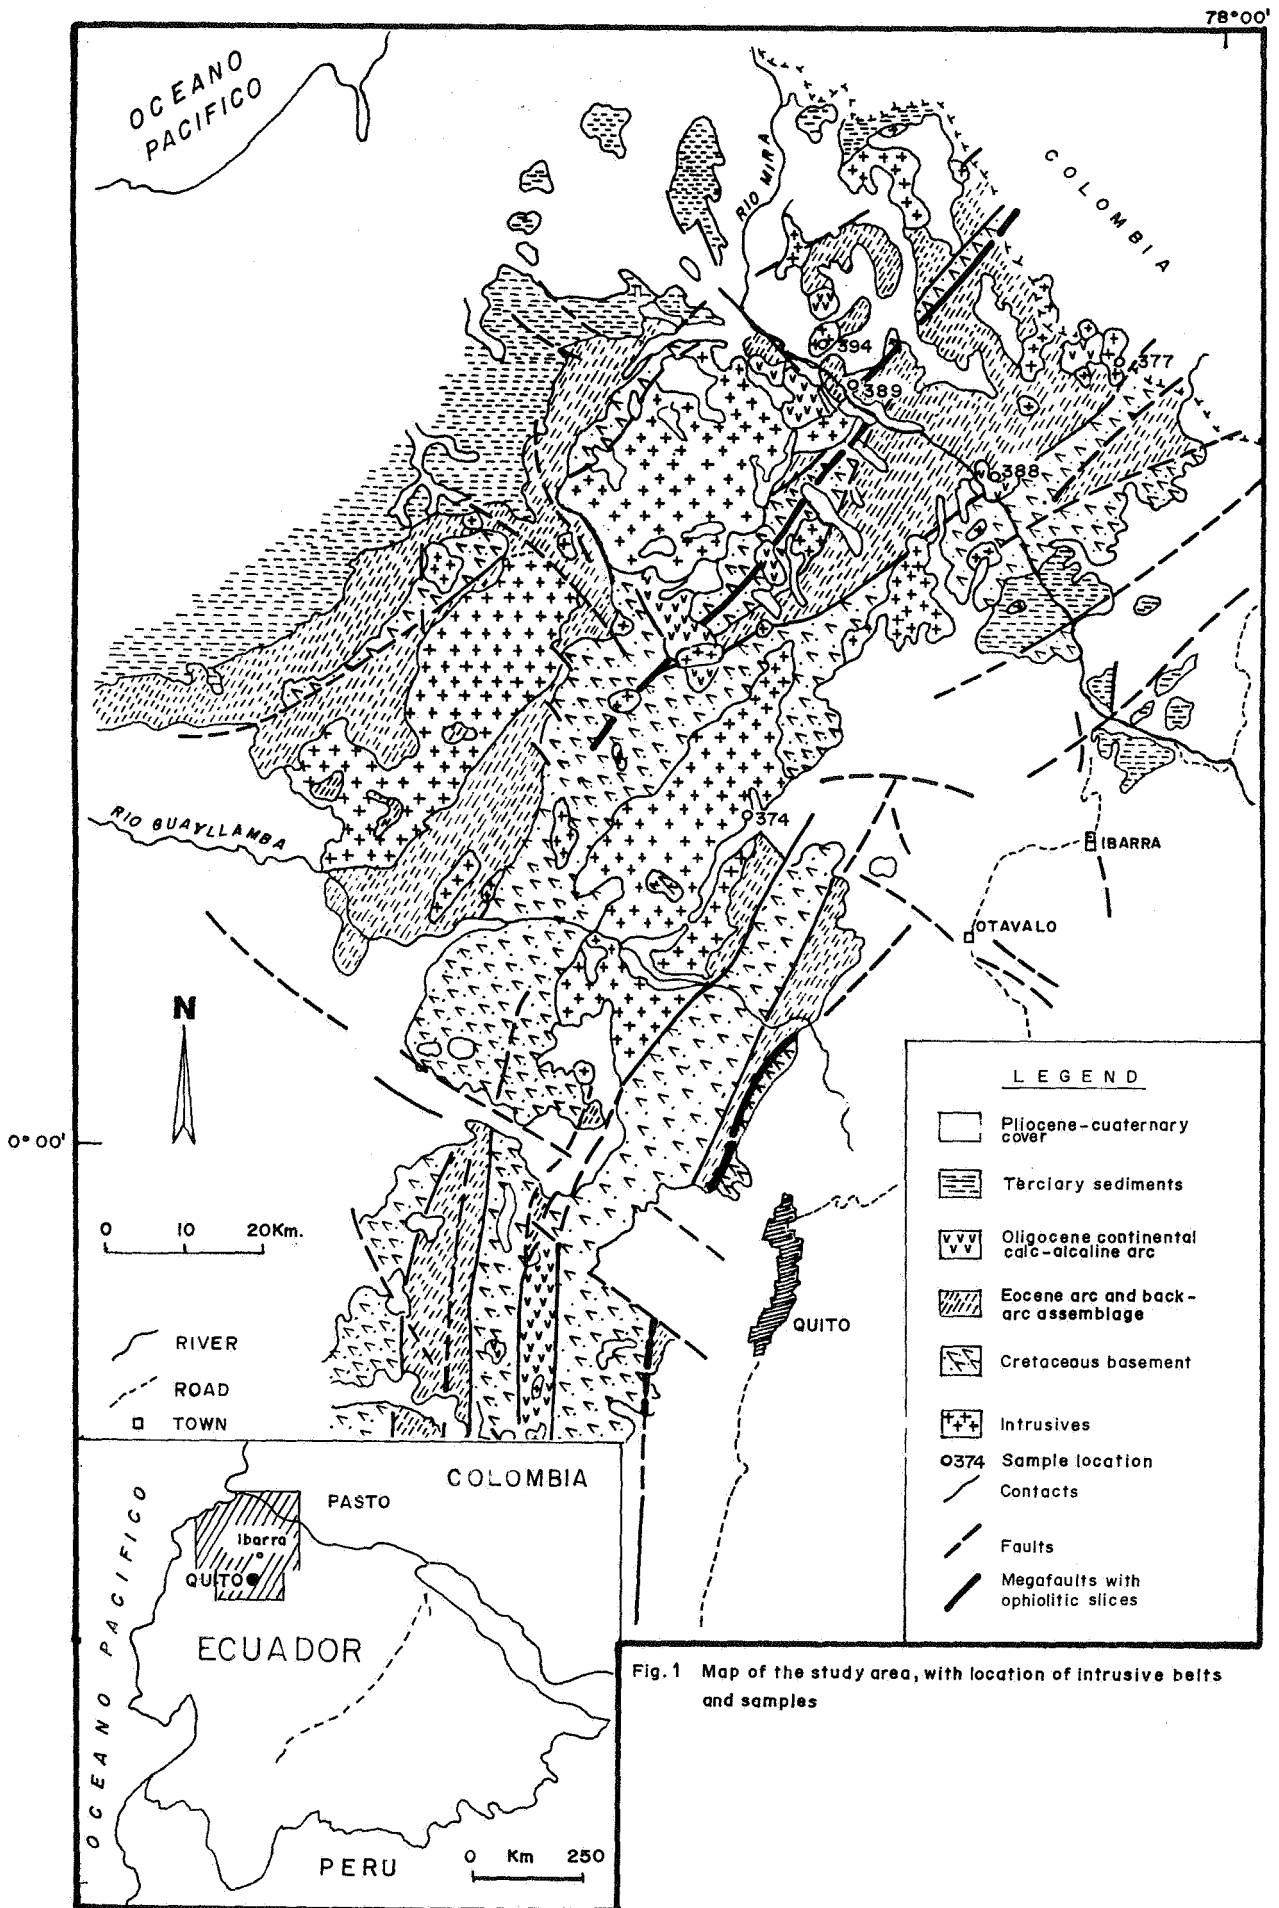 78°00'
OCEANO
PACIFICO
RIO MIRA
COLOMBIA
394
389
377
388
374
RIO GUAYLLAMBA
IBARRA
OTAVALO
N
0°00'
0 10 20Km.
QUITO
RIVER
ROAD
TOWN
LEGEND
Pliocene-cuaternary
cover
Terciary sediments
Oligocene continental
calc-alcaline arc
Eocene arc and back-
arc assemblage
Cretaceous basement
Intrusives
374 Sample location
Contacts
Faults
Megafaults with
ophiolitic slices
COLOMBIA
PASTO
Ibarra
QUITO
ECUADOR
OCEANO PACIFICO
PERU
0 Km 250
Fig.1 Map of the study area, with location of intrusive belts
and samples